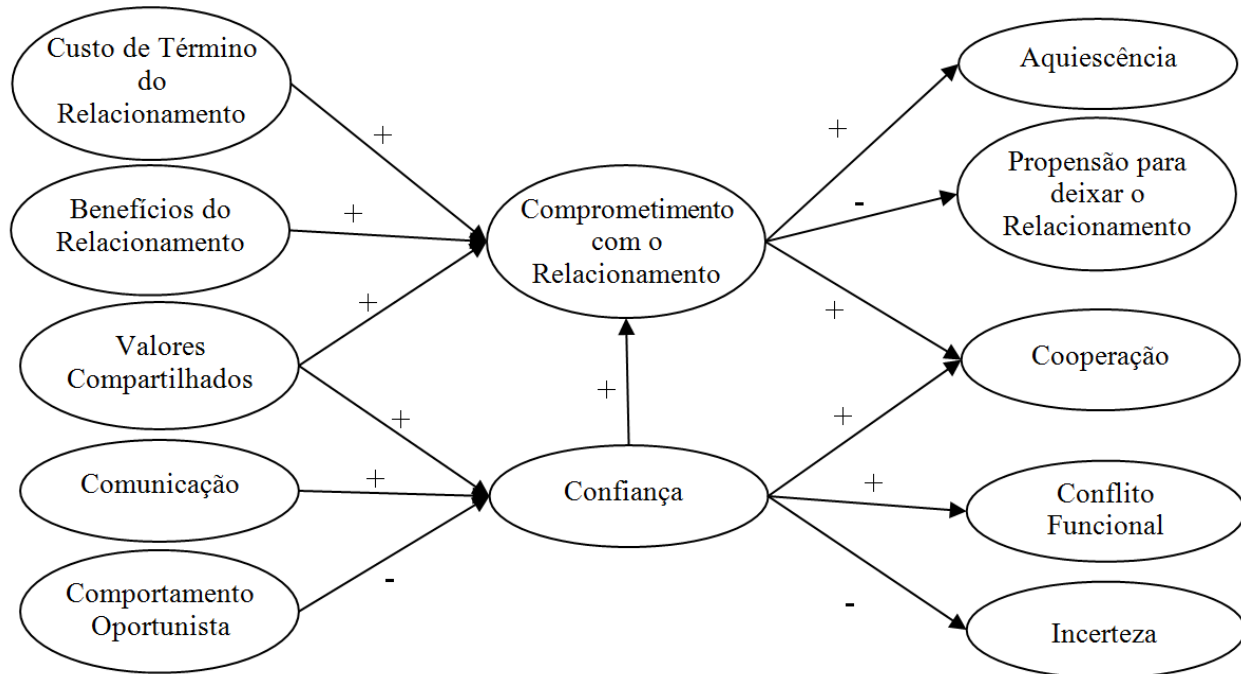 Custo de Término
do
Relacionamento
+
Benefícios do
Relacionamento
+
Valores
Compartilhados
+
+
Comunicação
+
Comportamento
Oportunista
-
Comprometimento
com o
Relacionamento
+
Confiança
+
Aquiescência
-
Propensão para
deixar o
Relacionamento
+
Cooperação
+
+
Conflito
Funcional
-
Incerteza